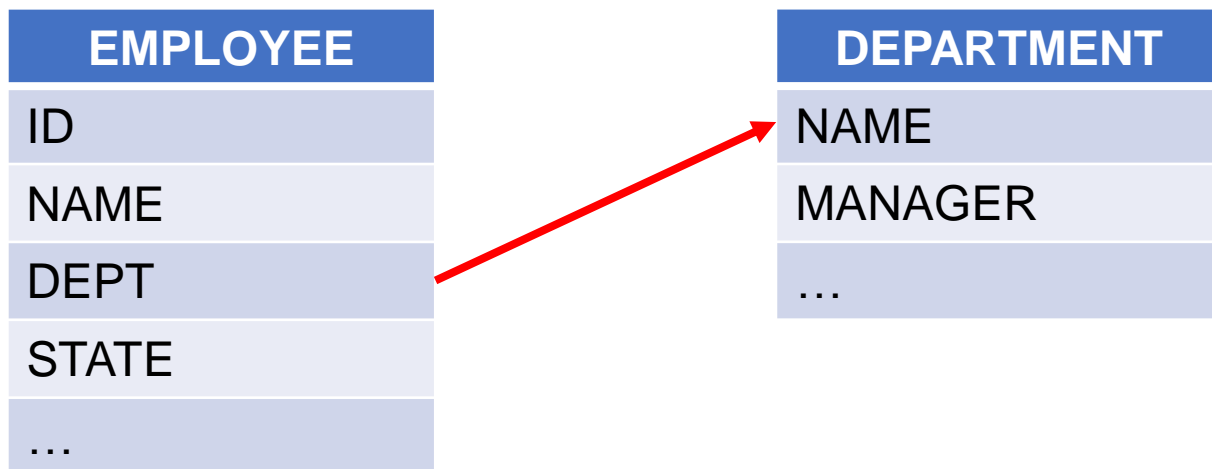 EMPLOYEE
ID
NAME
DEPT
STATE
…
DEPARTMENT
NAME
MANAGER
…